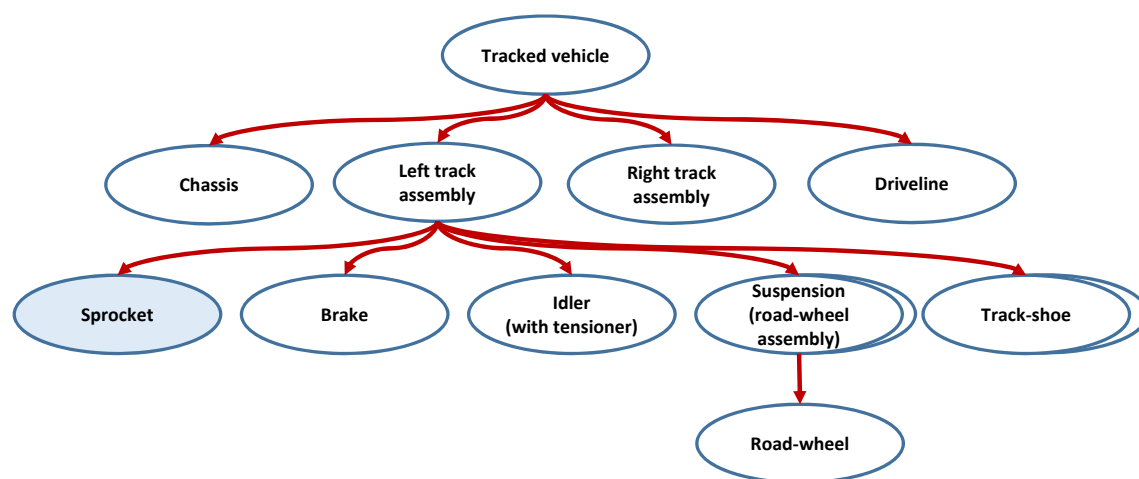 Tracked vehicle
Chassis
Left track
assembly
Right track
assembly
Driveline
Sprocket
Brake
Idler
(with tensioner)
Suspension
(road-wheel
assembly)
Track-shoe
Road-wheel